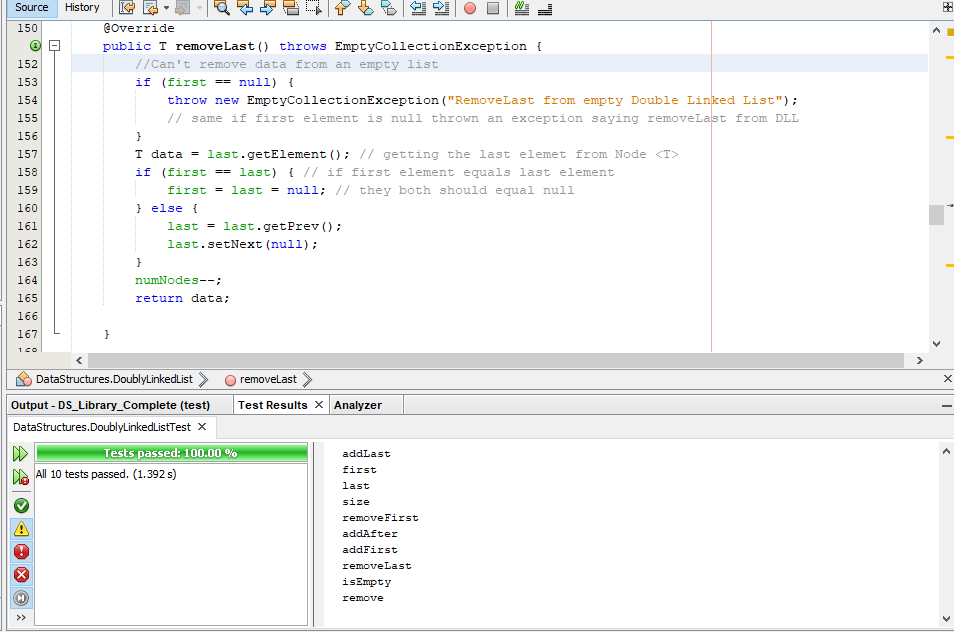 Source History
150 @Override
public T removeLast() throws EmptyCollectionException {
152 //Can't remove data from an empty list
153 if (first == null) {
154 throw new EmptyCollectionException("RemoveLast from empty Double Linked List");
155 // same if first element is null thrown an exception saying removeLast from DLL
156 }
157 T data = last.getElement(); // getting the last elemet from Node <T>
158 if (first == last) { // if first element equals last element
159 first = last = null; // they both should equal null
160 } else {
161 last = last.getPrev();
162 last.setNext(null);
163 }
164 numNodes--;
165 return data;
166
167 }
168
DataStructures.DoublyLinkedList removeLast
Output - DS_Library_Complete (test) Test Results Analyzer
DataStructures.DoublyLinkedListTest
Tests passed: 100.00 %
All 10 tests passed. (1.392 s)
addLast
first
last
size
removeFirst
addAfter
addFirst
removeLast
isEmpty
remove